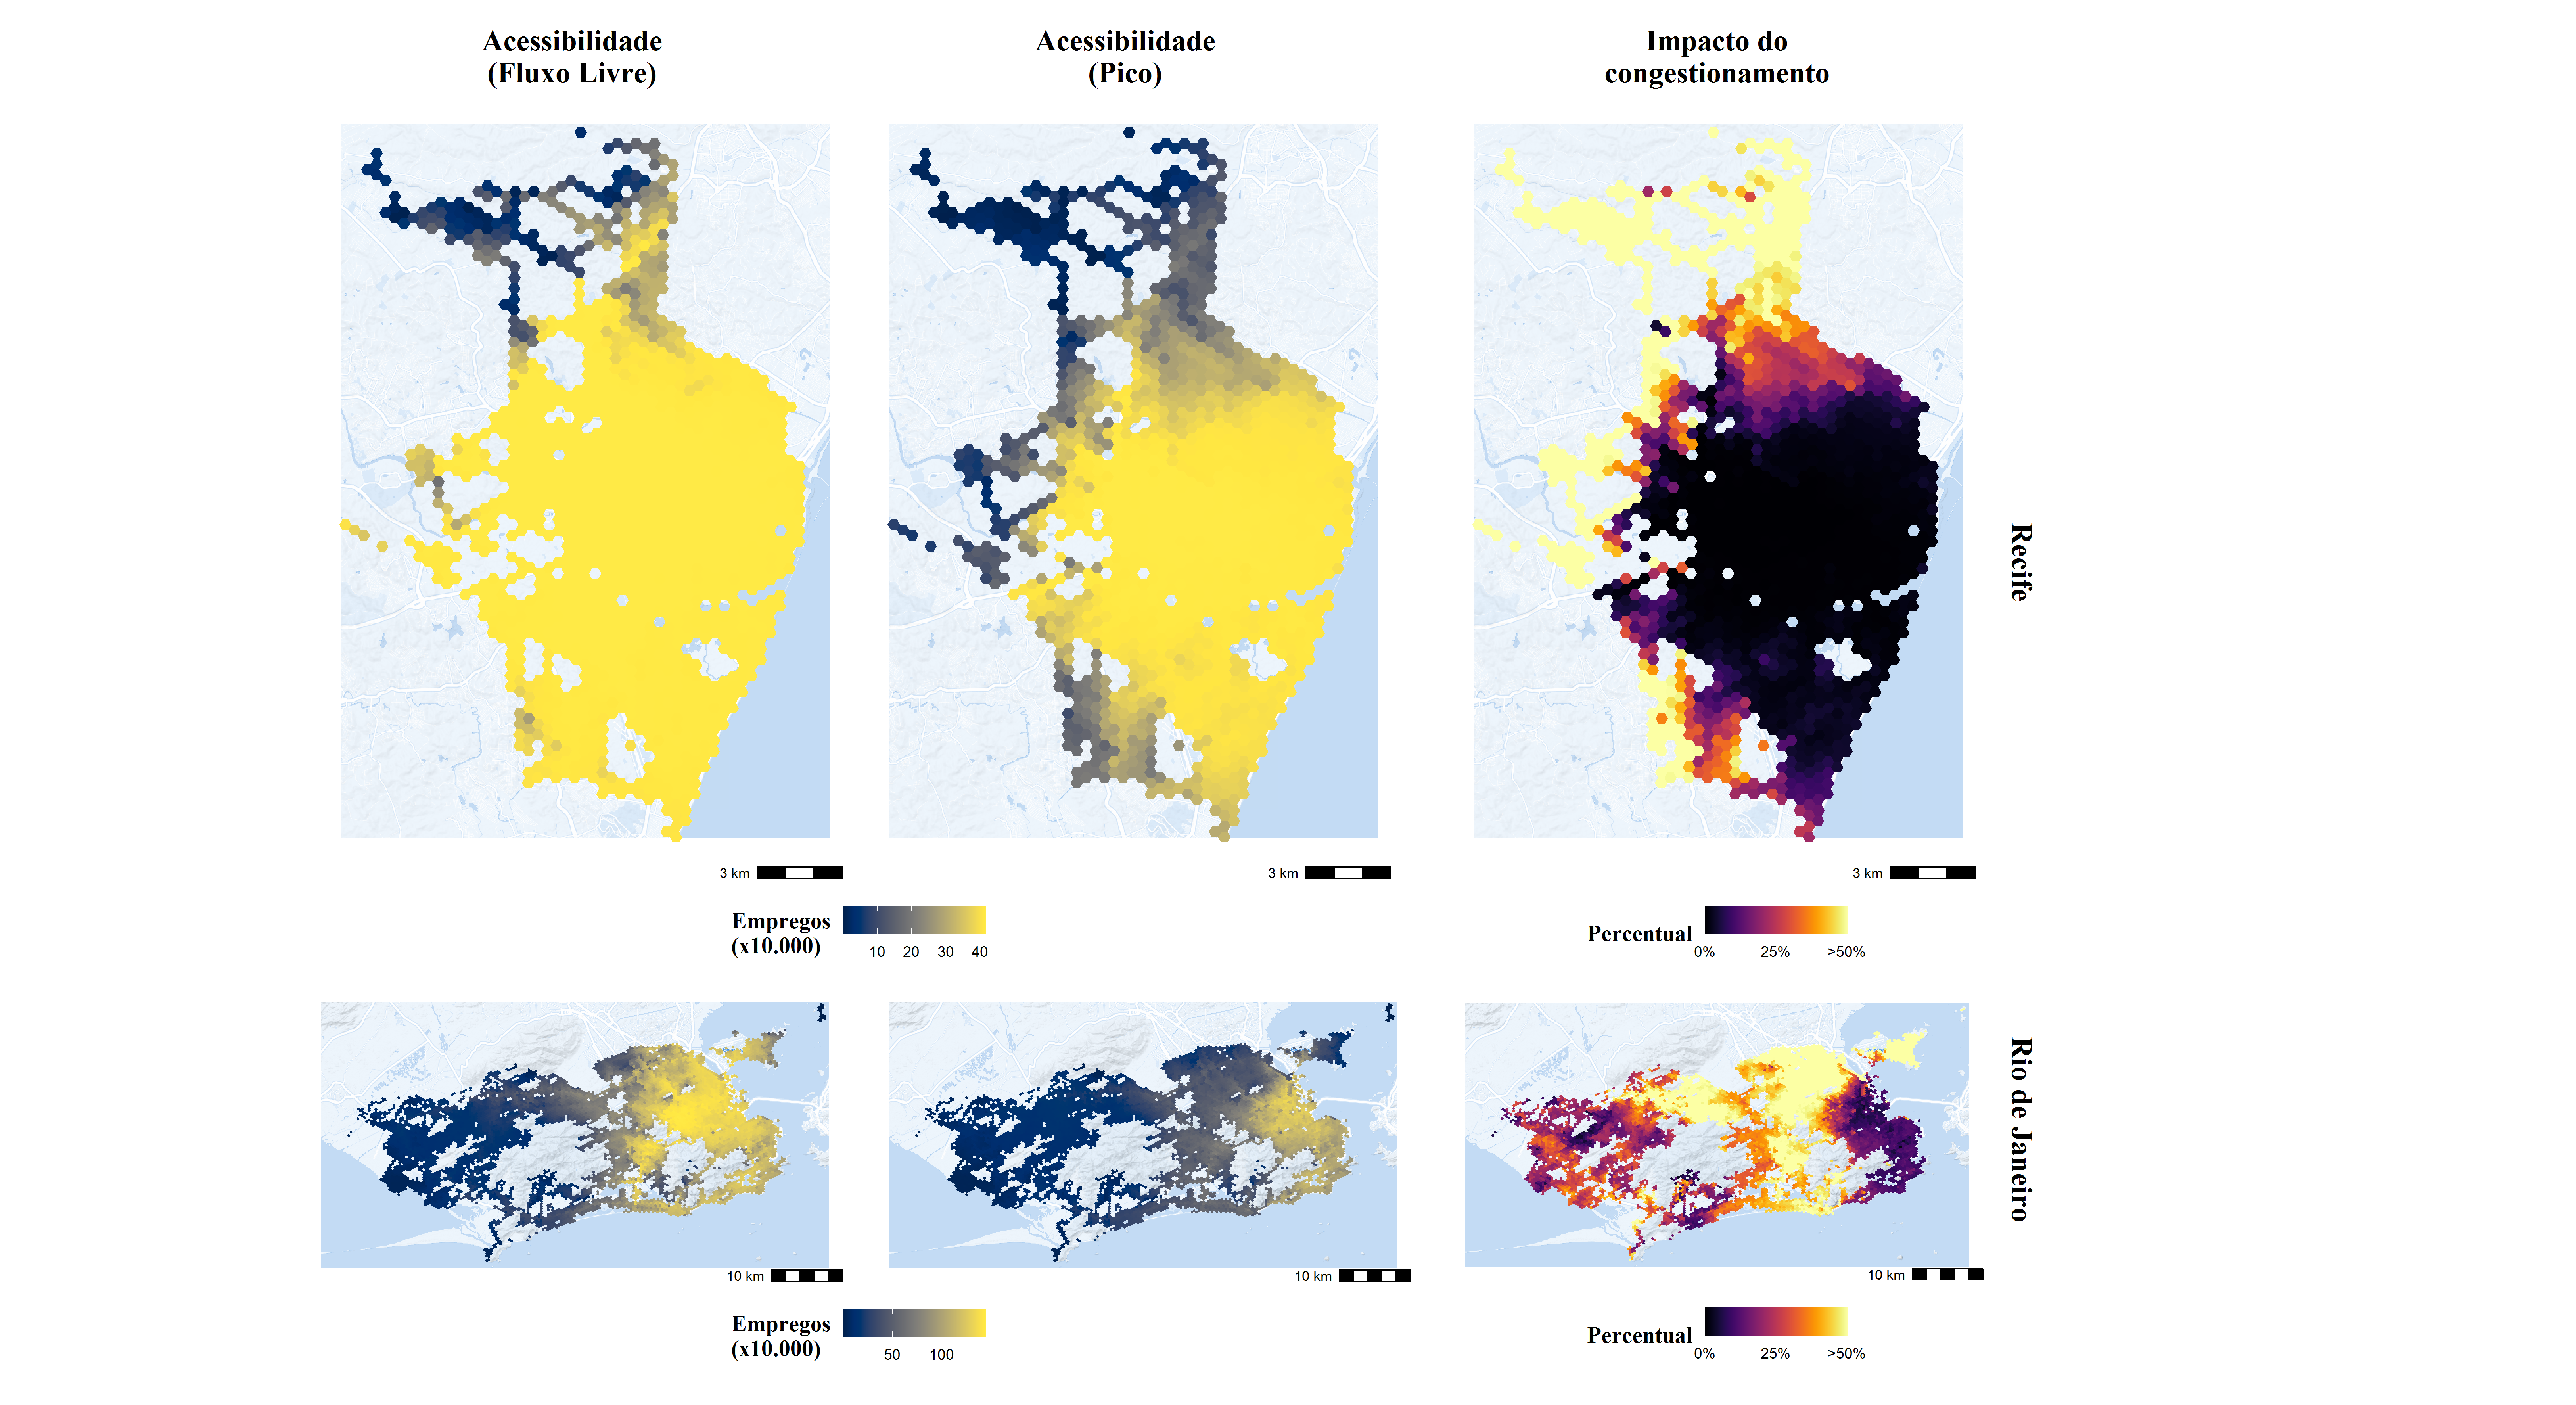 Acessibilidade
(Fluxo Livre)
Acessibilidade
(Pico)
Impacto do
congestionamento
Recife
3 km
3 km
3 km
Empregos
(x10.000)
10 20 30 40
Percentual
0% 25% >50%
Rio de Janeiro
10 km
10 km
10 km
Empregos
(x10.000)
50 100
Percentual
0% 25% >50%